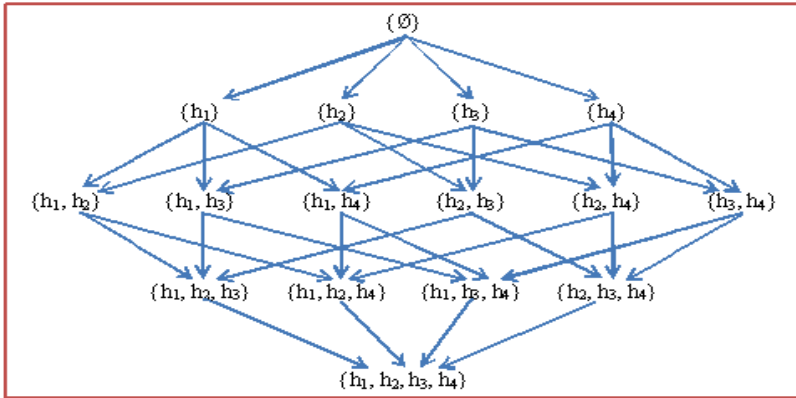 {Ø}
{h₁} {h₂} {h₃} {h₄}
{h₁, h₂} {h₁, h₃} {h₁, h₄} {h₂, h₃} {h₂, h₄} {h₃, h₄}
{h₁, h₂, h₃} {h₁, h₂, h₄} {h₁, h₃, h₄} {h₂, h₃, h₄}
{h₁, h₂, h₃, h₄}